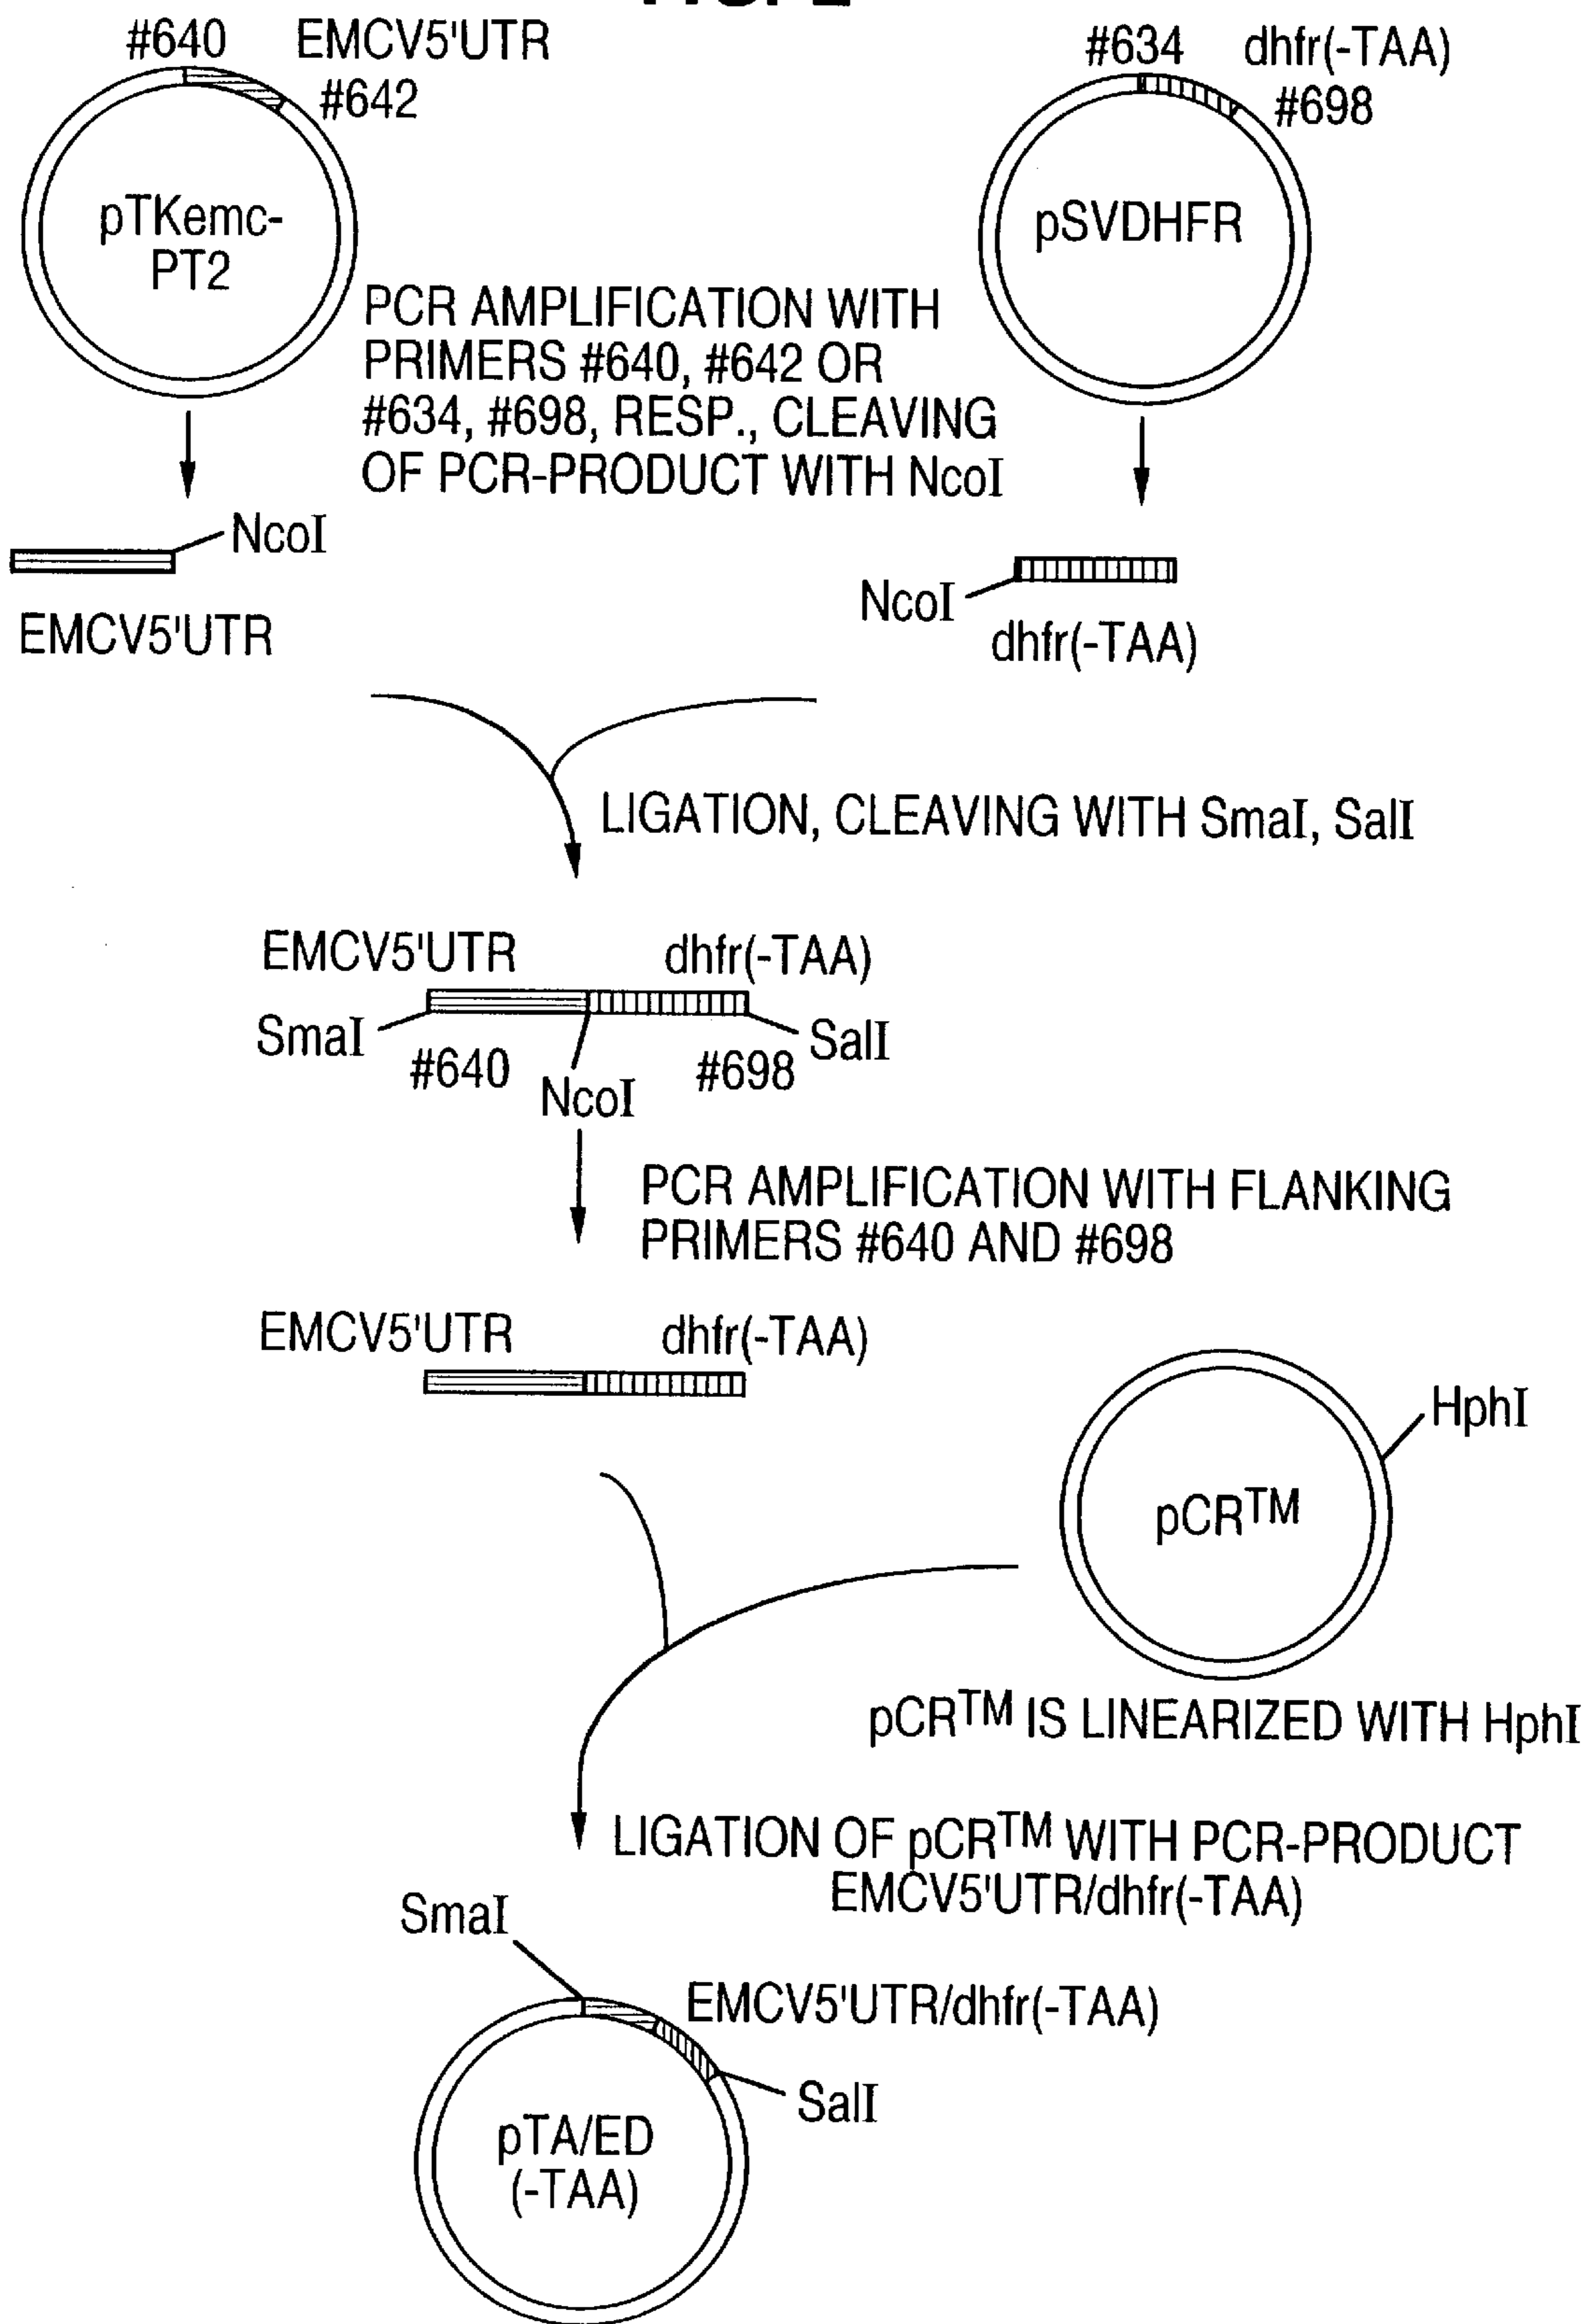 #640 EMCV5'UTR
#642
#634 dhfr(-TAA)
#698
pTKemc-
PT2
pSVDHFR
PCR AMPLIFICATION WITH
PRIMERS #640, #642 OR
#634, #698, RESP., CLEAVING
OF PCR-PRODUCT WITH NcoI
NcoI
EMCV5'UTR
NcoI
dhfr(-TAA)
LIGATION, CLEAVING WITH SmaI, SalI
EMCV5'UTR dhfr(-TAA)
SmaI SalI
#640 #698
NcoI
PCR AMPLIFICATION WITH FLANKING
PRIMERS #640 AND #698
EMCV5'UTR dhfr(-TAA)
HphI
pCR™
pCR™ IS LINEARIZED WITH HphI
LIGATION OF pCR™ WITH PCR-PRODUCT
EMCV5'UTR/dhfr(-TAA)
SmaI
EMCV5'UTR/dhfr(-TAA)
SalI
pTA/ED
(-TAA)